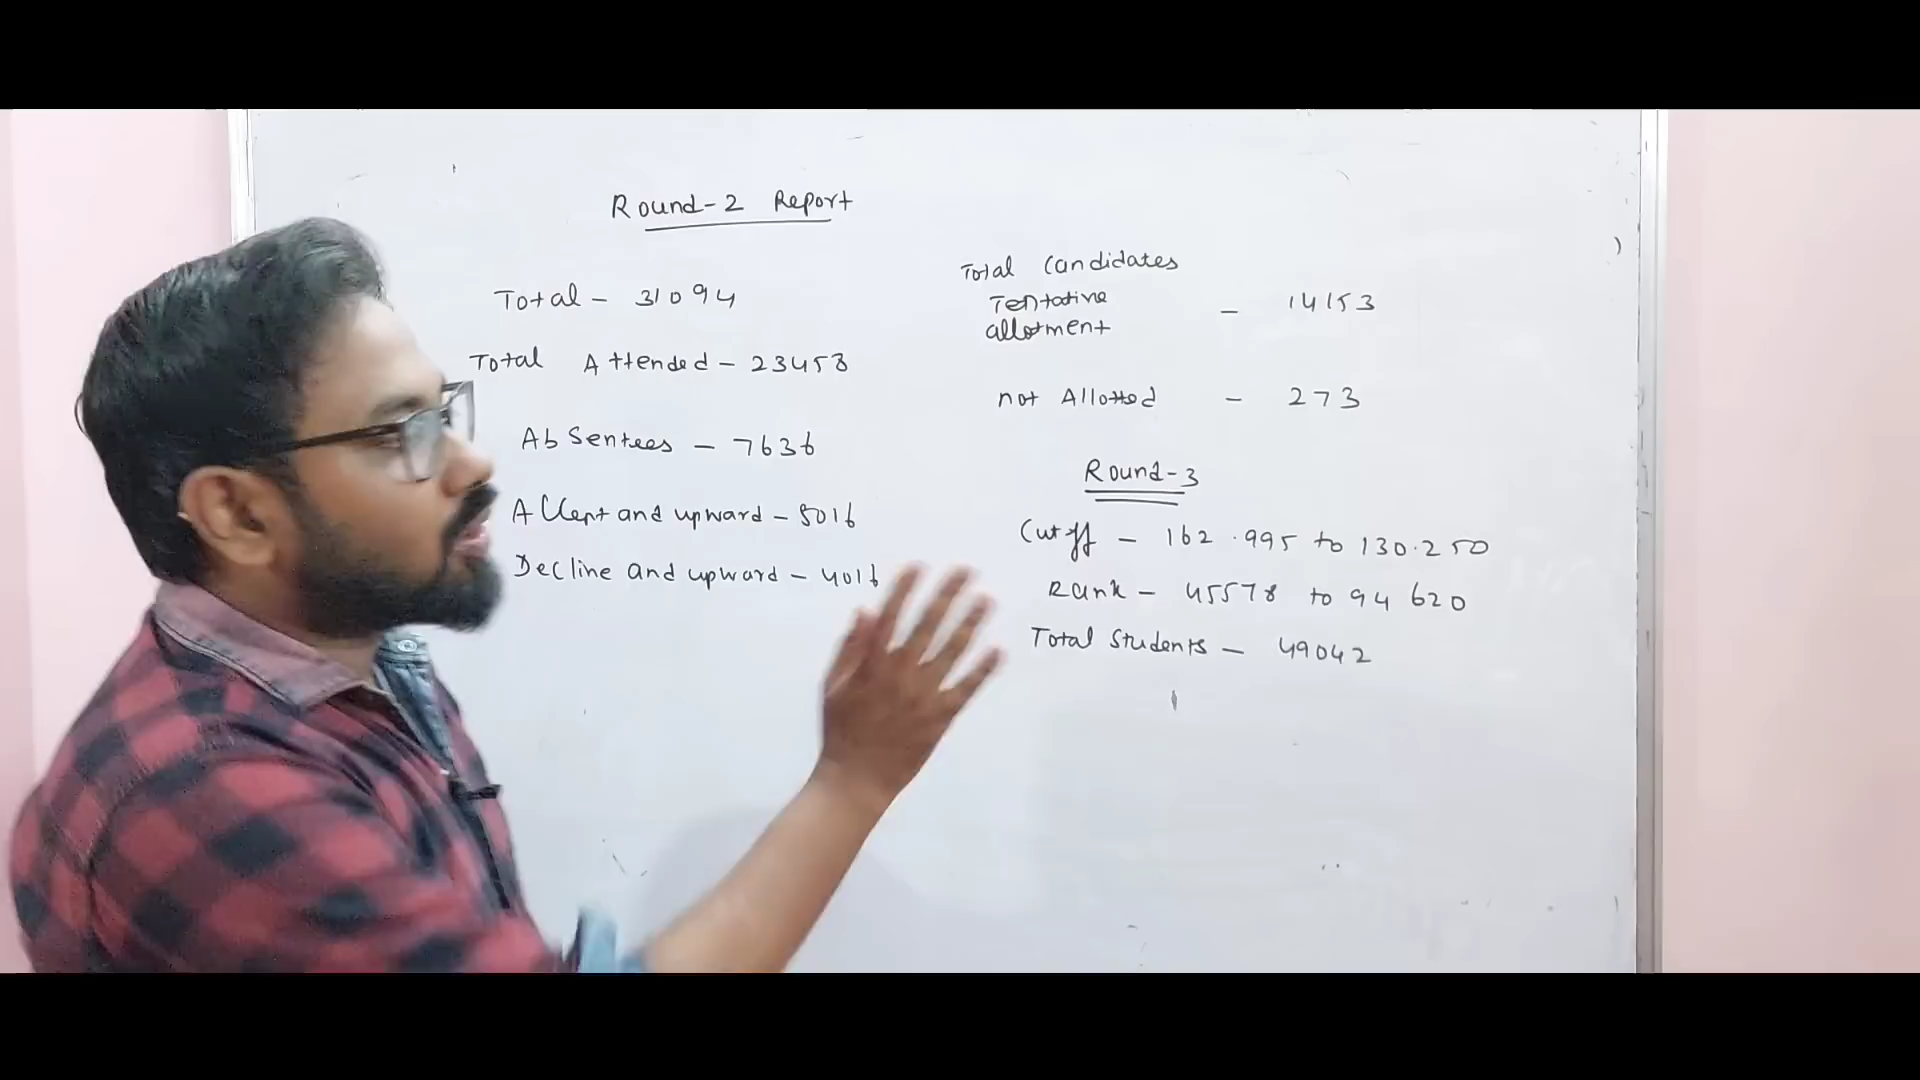 Round-2 Report
Total - 31094
Total Attended - 23458
Absentees - 7636
Accept and upward - 5016
Decline and upward - 4016
Total Candidates
Tentative
allotment - 14153
not Allotted - 273
Round-3
Cutoff - 162.995 to 130.250
Rank - 45578 to 94620
Total Students - 49042